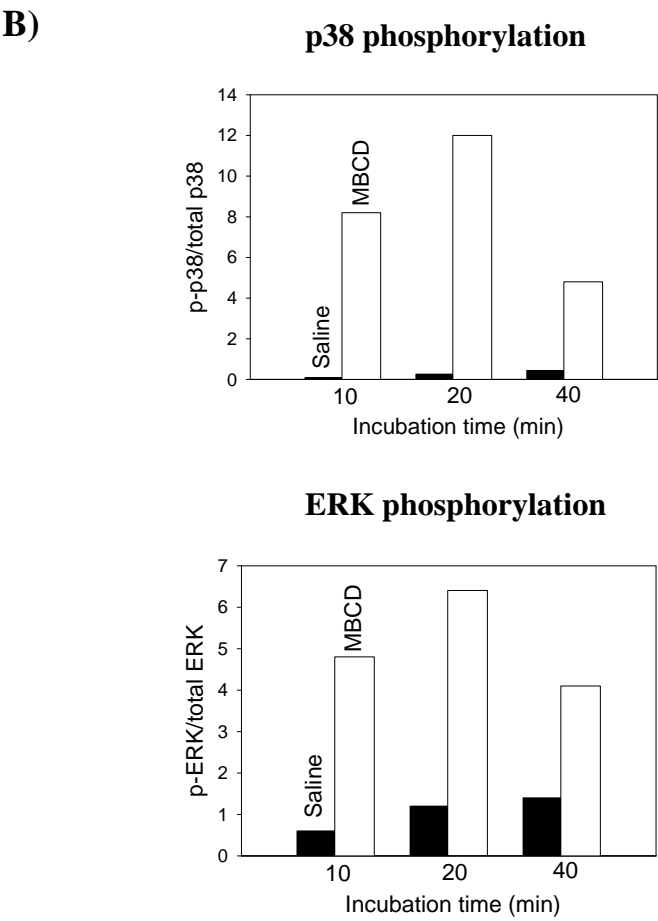 B)
p38 phosphorylation
p-p38/total p38
14
12
10
8
6
4
2
0
Saline
MBCD
10 20 40
Incubation time (min)
ERK phosphorylation
p-ERK/total ERK
7
6
5
4
3
2
1
0
Saline
MBCD
10 20 40
Incubation time (min)